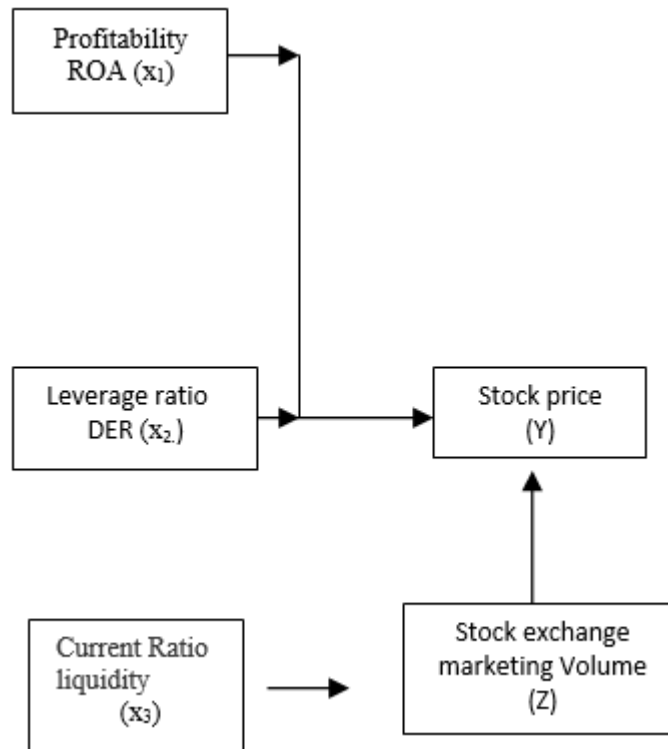 Profitability
ROA (x₁)
Leverage ratio
DER (x₂.)
Stock price
(Y)
Current Ratio
liquidity
(x₃)
Stock exchange
marketing Volume
(Z)